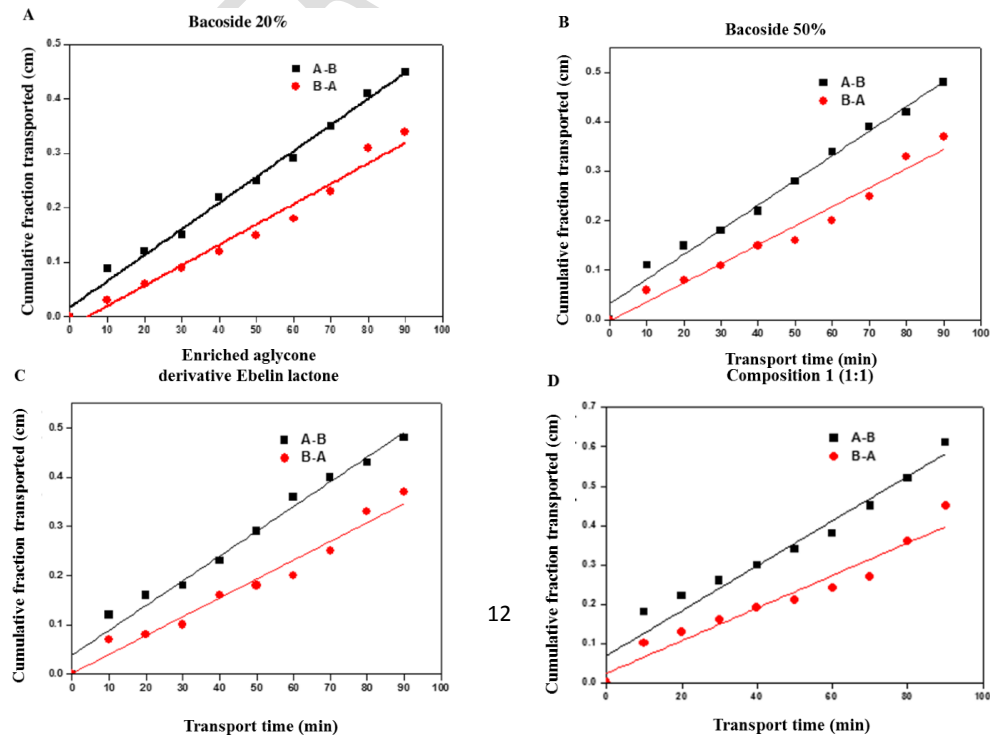 A
Bacoside 20%
Cumulative fraction transported (cm)
0.5
0.4
0.3
0.2
0.1
0.0
A-B
B-A
0 10 20 30 40 50 60 70 80 90 100
B
Bacoside 50%
Cumulative fraction transported (cm)
0.5
0.4
0.3
0.2
0.1
0.0
A-B
B-A
0 10 20 30 40 50 60 70 80 90 100
Transport time (min)
C
Enriched aglycone
derivative Ebelin lactone
Cumulative fraction transported (cm)
0.5
0.4
0.3
0.2
0.1
0.0
A-B
B-A
0 10 20 30 40 50 60 70 80 90 100
Transport time (min)
12
D
Composition 1 (1:1)
Cumulative fraction transported (cm)
0.7
0.6
0.5
0.4
0.3
0.2
0.1
0.0
A-B
B-A
0 20 40 60 80 100
Transport time (min)